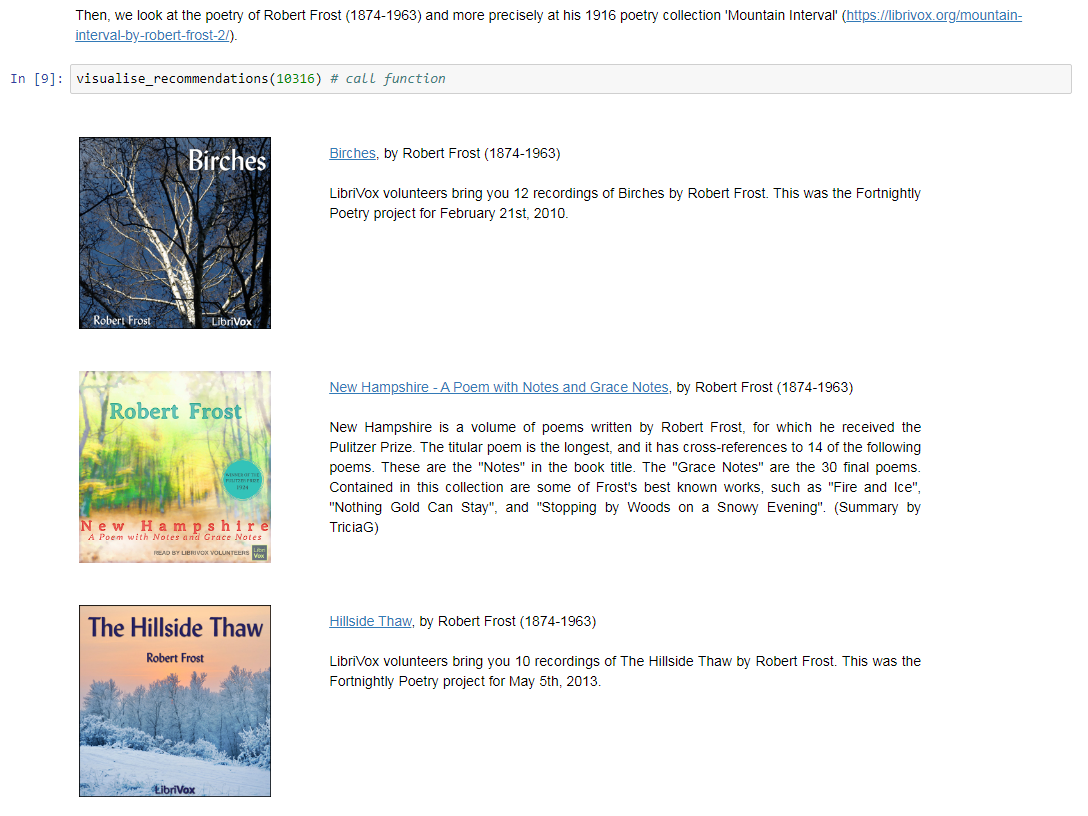 Then, we look at the poetry of Robert Frost (1874-1963) and more precisely at his 1916 poetry collection 'Mountain Interval' (https://librivox.org/mountain-
interval-by-robert-frost-2/).
In [9]: visualise_recommendations(10316) # call function
Birches
Robert Frost
LibriVox
Birches, by Robert Frost (1874-1963)
LibriVox volunteers bring you 12 recordings of Birches by Robert Frost. This was the Fortnightly
Poetry project for February 21st, 2010.
Robert Frost
WINNER OF THE
PULITZER PRIZE
1924
New Hampshire
A Poem with Notes and Grace Notes
READ BY LIBRIVOX VOLUNTEERS
Libri
Vox
New Hampshire - A Poem with Notes and Grace Notes, by Robert Frost (1874-1963)
New Hampshire is a volume of poems written by Robert Frost, for which he received the
Pulitzer Prize. The titular poem is the longest, and it has cross-references to 14 of the following
poems. These are the "Notes" in the book title. The "Grace Notes" are the 30 final poems.
Contained in this collection are some of Frost's best known works, such as "Fire and Ice",
"Nothing Gold Can Stay", and "Stopping by Woods on a Snowy Evening". (Summary by
TriciaG)
The Hillside Thaw
Robert Frost
LibriVox
Hillside Thaw, by Robert Frost (1874-1963)
LibriVox volunteers bring you 10 recordings of The Hillside Thaw by Robert Frost. This was the
Fortnightly Poetry project for May 5th, 2013.